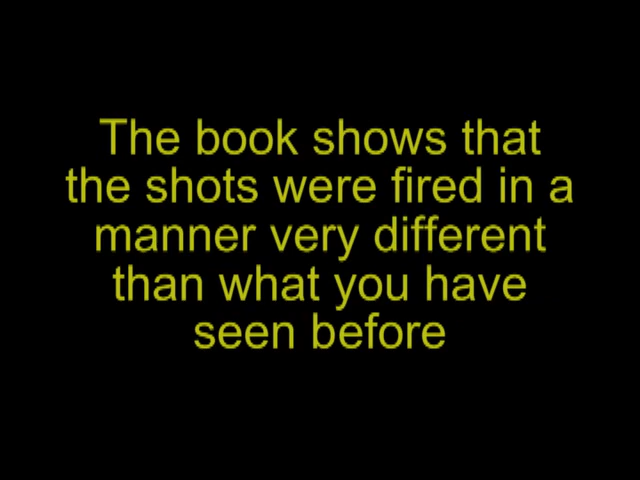 The book shows that
the shots were fired in a
manner very different
than what you have
seen before